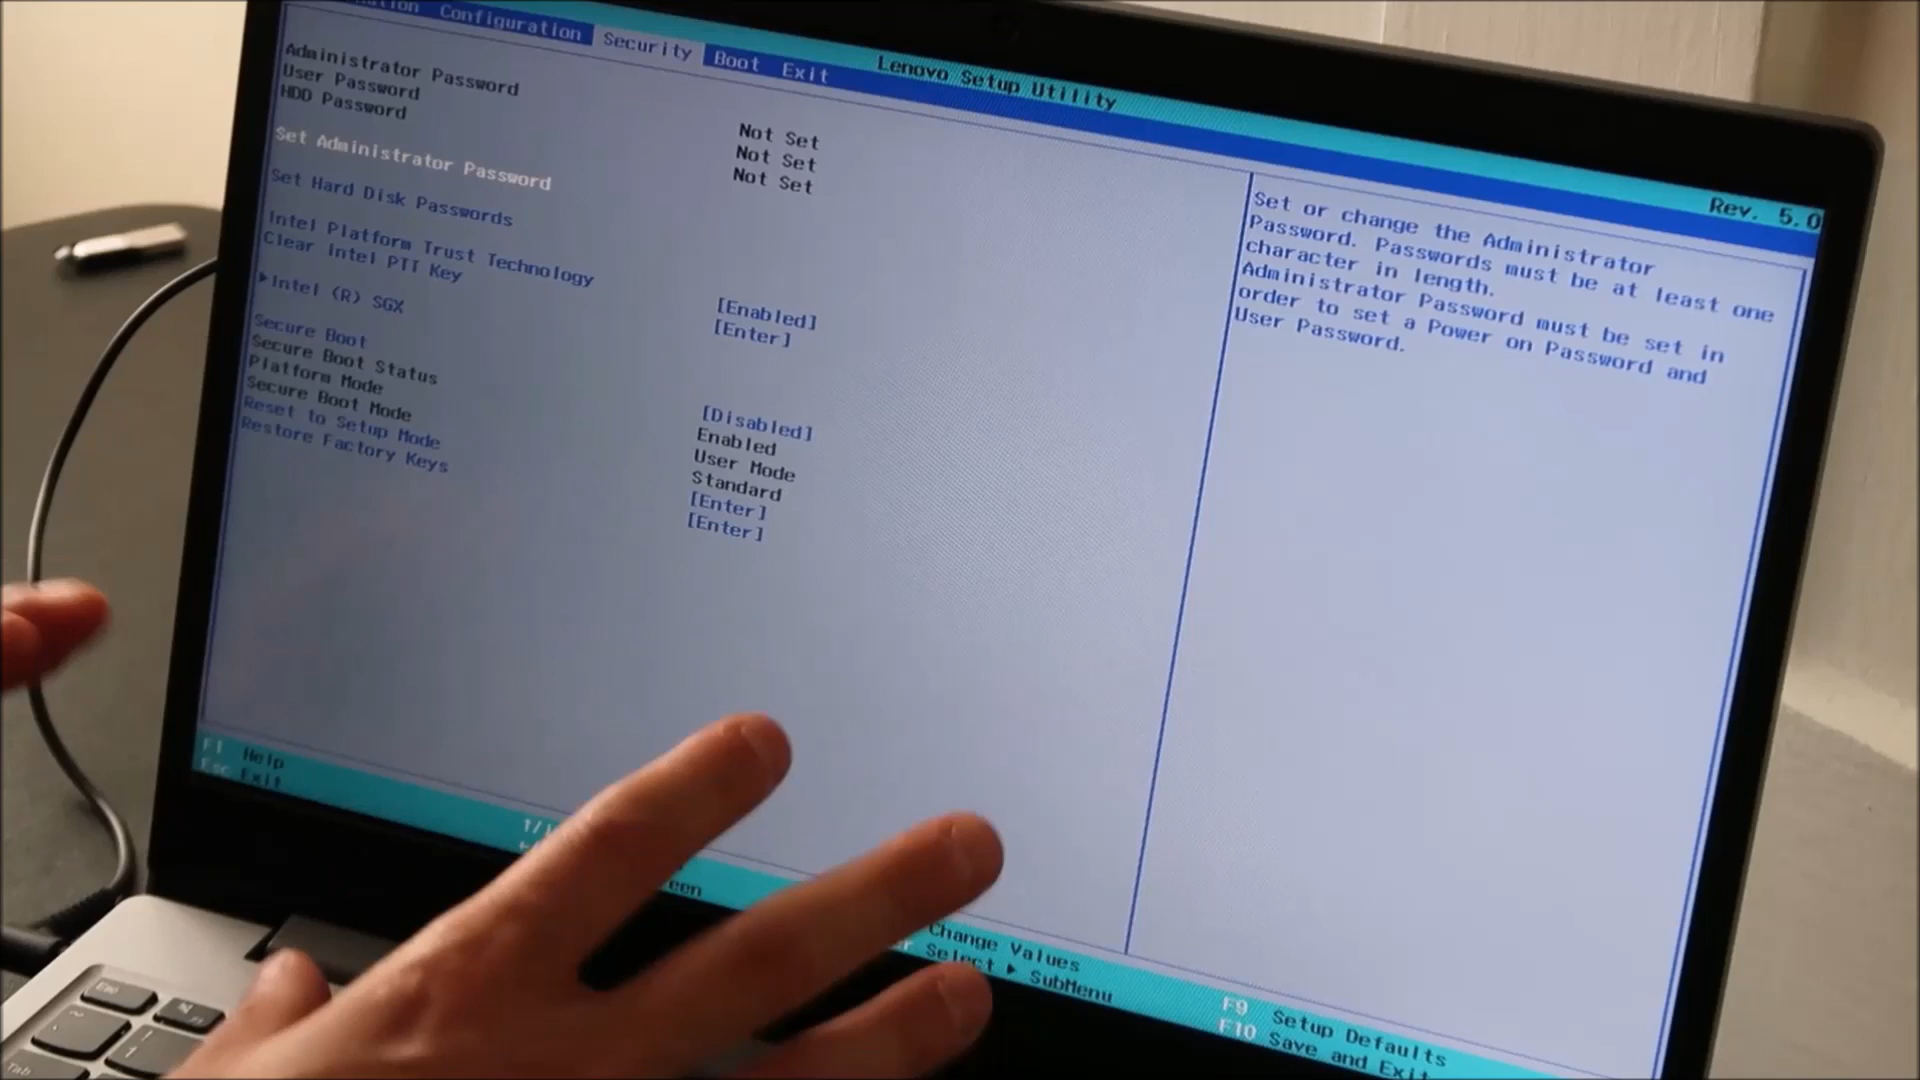 Lenovo Setup Utility
Configuration Security Boot Exit
Rev. 5.0
Administrator Password Not Set
User Password Not Set
HDD Password Not Set
Set Administrator Password
Set Hard Disk Passwords
Intel Platform Trust Technology [Enabled]
Clear Intel PTT Key [Enter]
▶Intel (R) SGX
Secure Boot [Disabled]
Secure Boot Status Enabled
Platform Mode User Mode
Secure Boot Mode Standard
Reset to Setup Mode [Enter]
Restore Factory Keys [Enter]
Set or change the Administrator
Password. Passwords must be at least one
character in length.
Administrator Password must be set in
order to set a Power on Password and
User Password.
F1 Help
Esc Exit
Change Values
Select ▶ SubMenu
F9 Setup Defaults
F10 Save and Exit
Esc
Tab